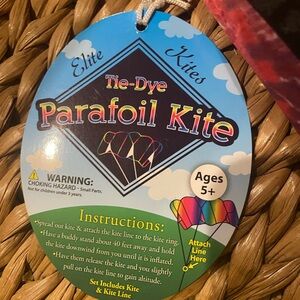 Elite Kites
Tie-Dye
Parafoil Kite
WARNING:
CHOKING HAZARD - Small Parts.
Not for children under 3 years.
Ages
5+
Instructions:
•Spread out kite & attach the kite line to the kite ring.
•Have a buddy stand about 40 feet away and hold
the kite downwind from you until it is inflated.
•Have them release the kite and you slightly
pull on the kite line to gain altitude.
Set Includes Kite
& Kite Line
Attach
Line
Here